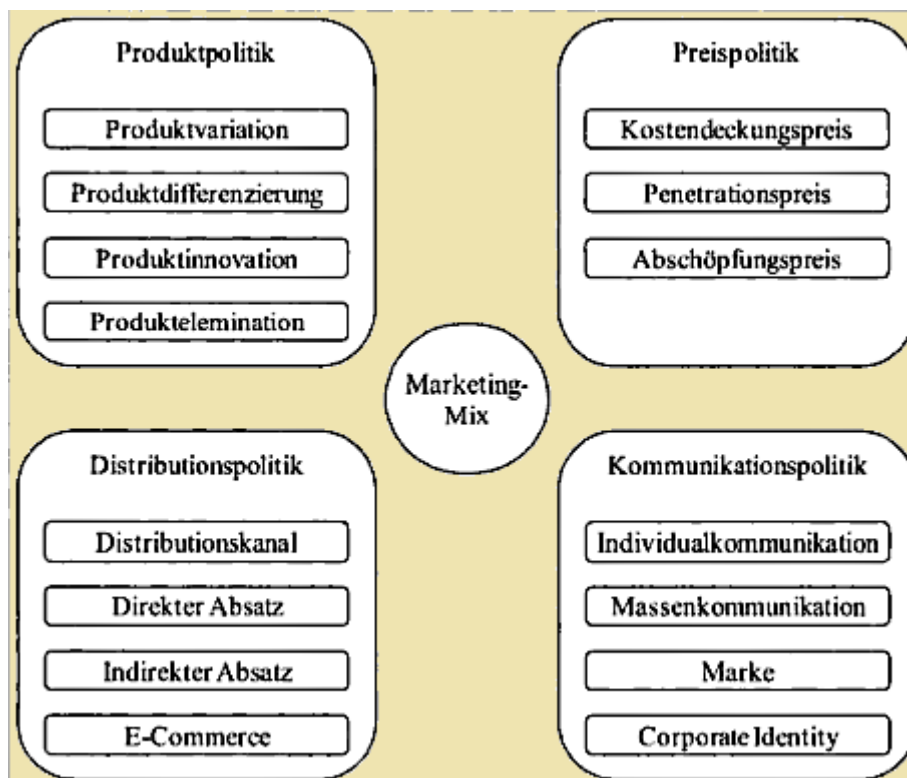 Produktpolitik
Produktvariation
Produktdifferenzierung
Produktinnovation
Produktelemination
Preispolitik
Kostendeckungspreis
Penetrationspreis
Abschöpfungspreis
Marketing-
Mix
Distributionspolitik
Distributionskanal
Direkter Absatz
Indirekter Absatz
E-Commerce
Kommunikationspolitik
Individualkommunikation
Massenkommunikation
Marke
Corporate Identity